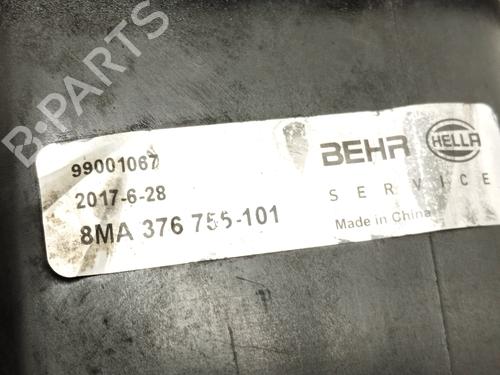 B-PARTS
99001067
2017-6-28
8MA 376 755-101
BEHR HELLA
SERVICE
Made in China